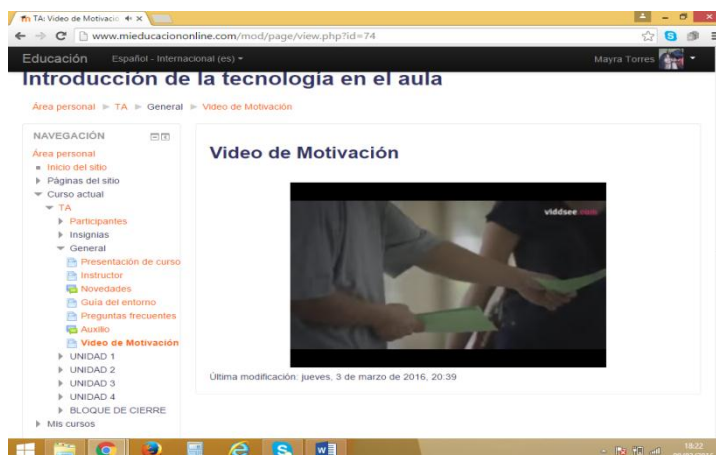 TA: Video de Motivació
www.mieducaciononline.com/mod/page/view.php?id=74
Educación Español - Internacional (es) Mayra Torres
Introducción de la tecnología en el aula
Área personal TA General Video de Motivación
NAVEGACIÓN
Área personal
Inicio del sitio
Páginas del sitio
Curso actual
TA
Participantes
Insignias
General
Presentación de curso
Instructor
Novedades
Guía del entorno
Preguntas frecuentes
Auxilio
Video de Motivación
UNIDAD 1
UNIDAD 2
UNIDAD 3
UNIDAD 4
BLOQUE DE CIERRE
Mis cursos
Video de Motivación
viddsee.com
Última modificación: jueves, 3 de marzo de 2016, 20:39
18:22